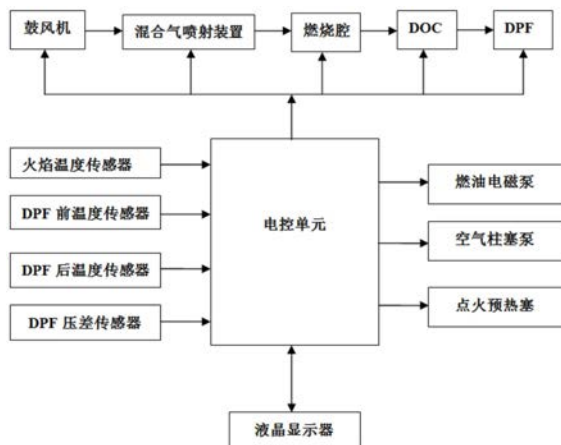 鼓风机
混合气喷射装置
燃烧腔
DOC
DPF
火焰温度传感器
DPF 前温度传感器
DPF 后温度传感器
DPF 压差传感器
电控单元
燃油电磁泵
空气柱塞泵
点火预热塞
液晶显示器